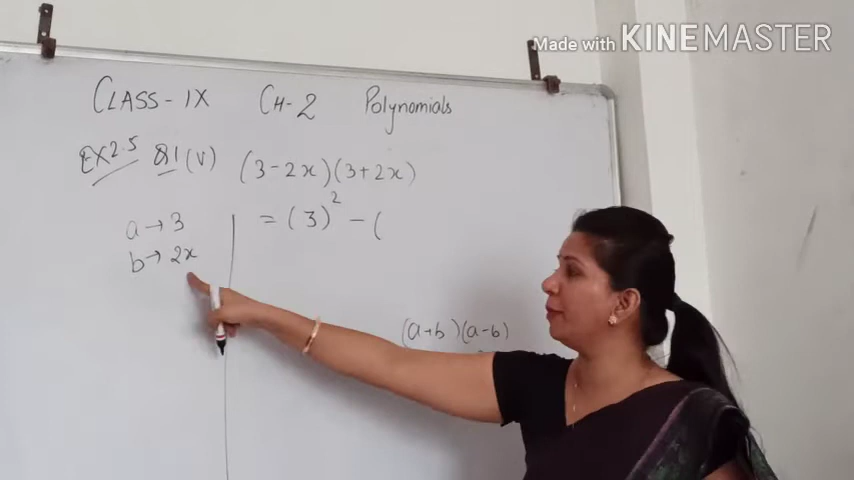 Made with KINEMASTER
CLASS-IX CH-2 Polynomials
EX 2.5 Q1 (V) (3-2x)(3+2x)
= (3)² - (
a → 3
b → 2x
(a+b)(a-b)